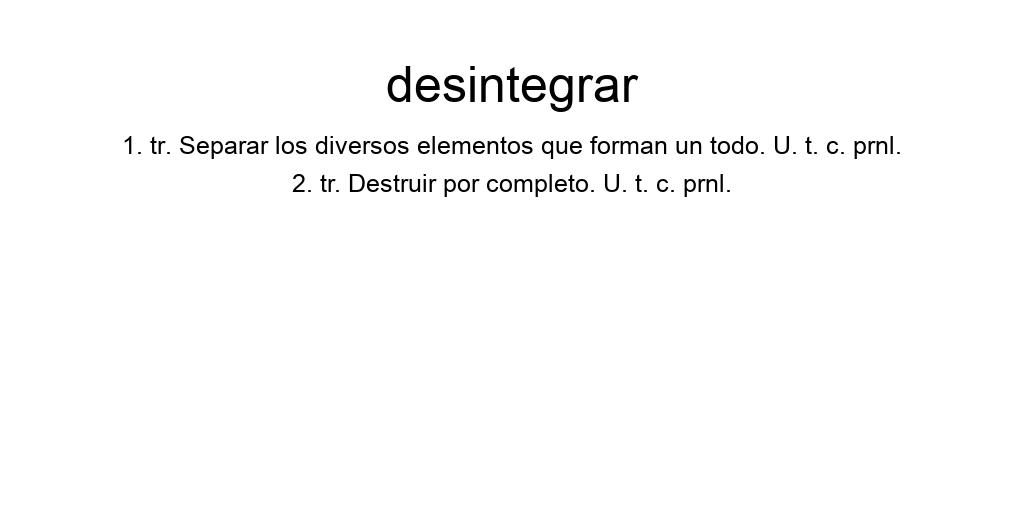 desintegrar
1. tr. Separar los diversos elementos que forman un todo. U. t. c. prnl.
2. tr. Destruir por completo. U. t. c. prnl.